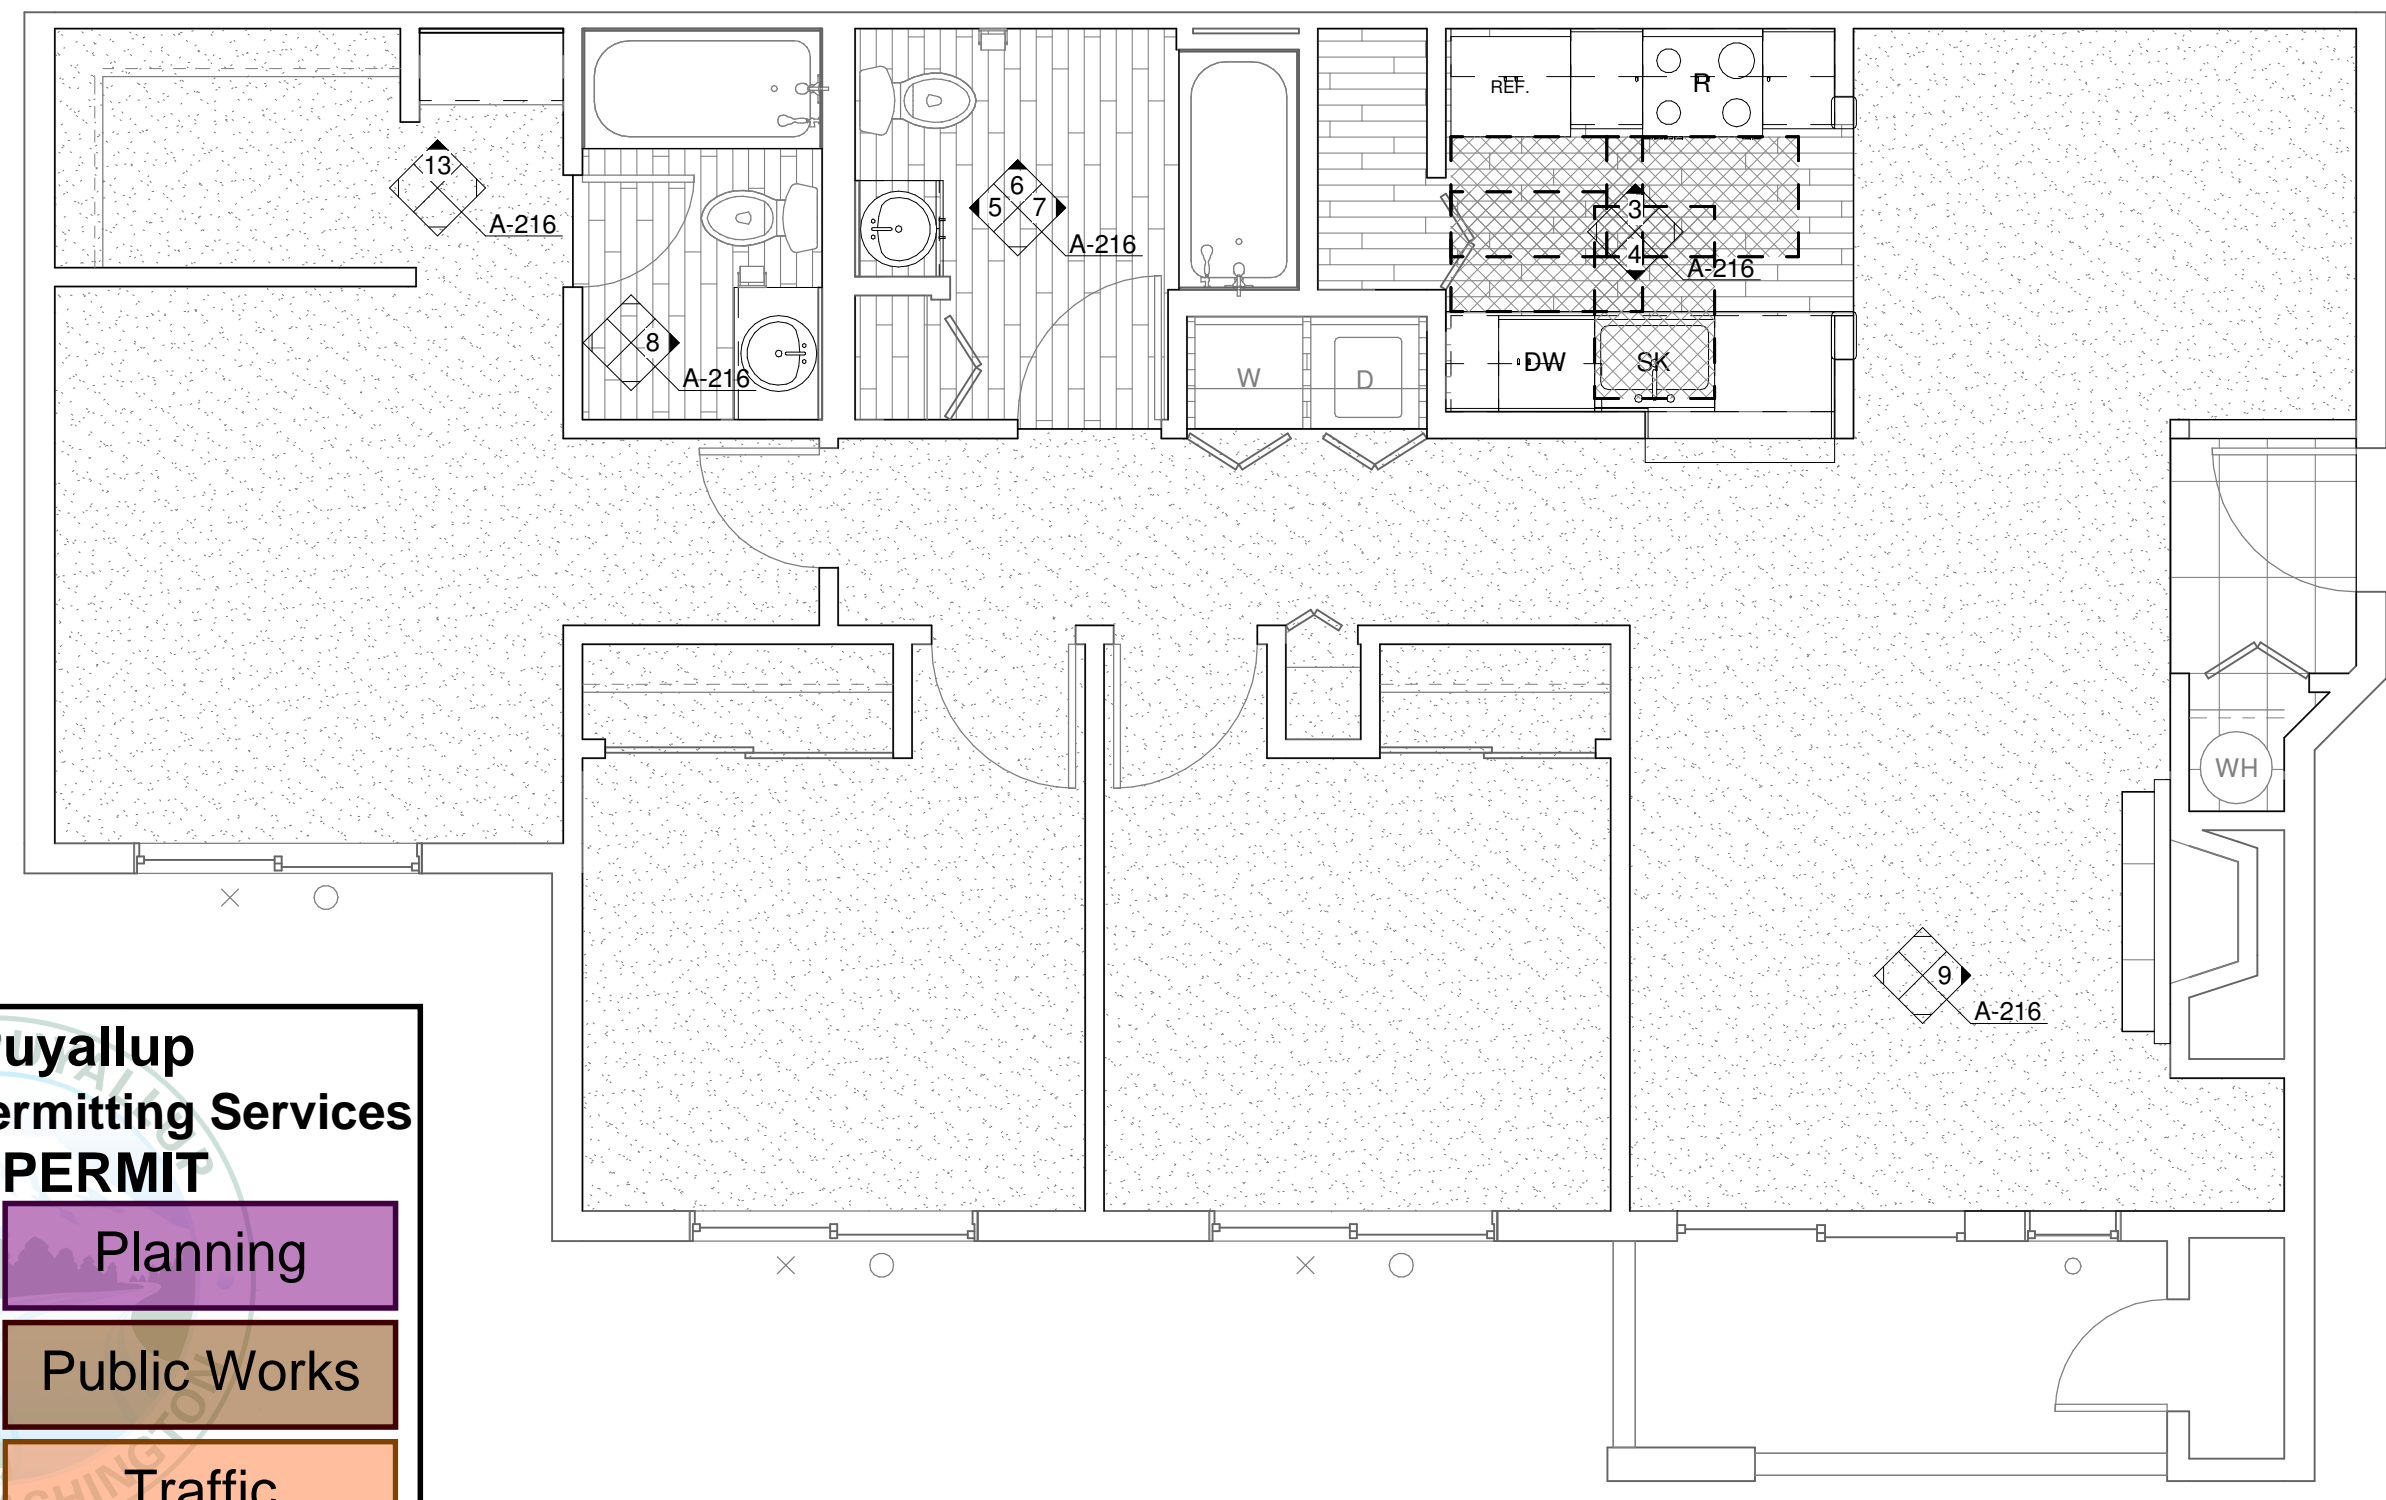 REF.
R
13
A-216
6
5
7
A-216
3
4
A-216
8
A-216
W
D
DW
SK
WH
9
A-216
uyallup
ermitting Services
PERMIT
Planning
Public Works
Traffic